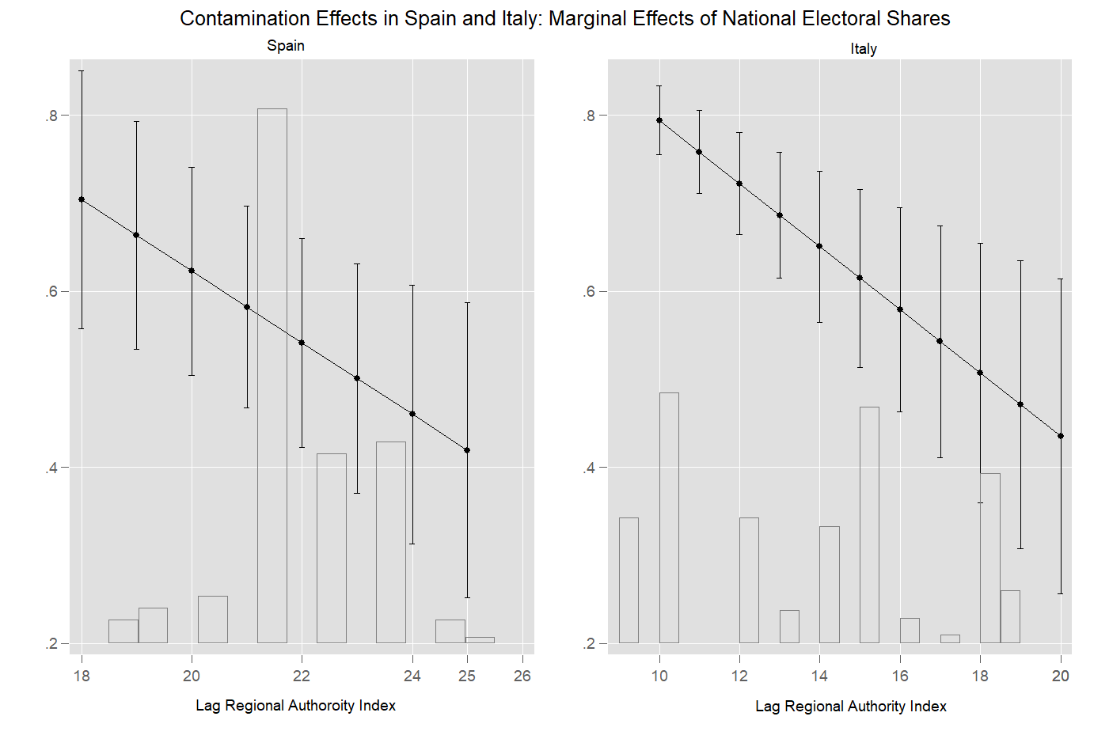 Contamination Effects in Spain and Italy: Marginal Effects of National Electoral Shares
Spain
.8
.6
.4
.2
18 20 22 24 25 26
Lag Regional Authoroity Index
Italy
.8
.6
.4
.2
10 12 14 16 18 20
Lag Regional Authority Index